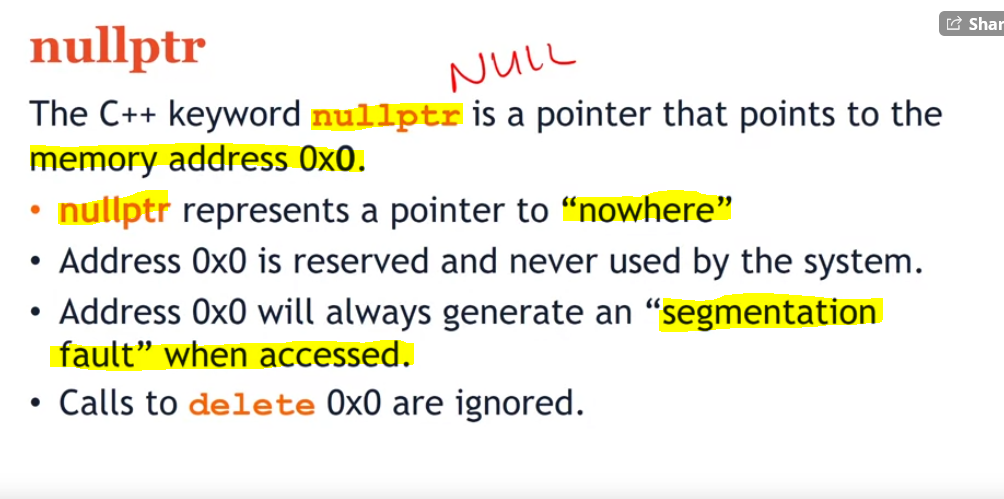 Shar
nullptr
NULL
The C++ keyword nullptr is a pointer that points to the
memory address 0x0.
• nullptr represents a pointer to “nowhere”
• Address 0x0 is reserved and never used by the system.
• Address 0x0 will always generate an “segmentation
fault” when accessed.
• Calls to delete 0x0 are ignored.